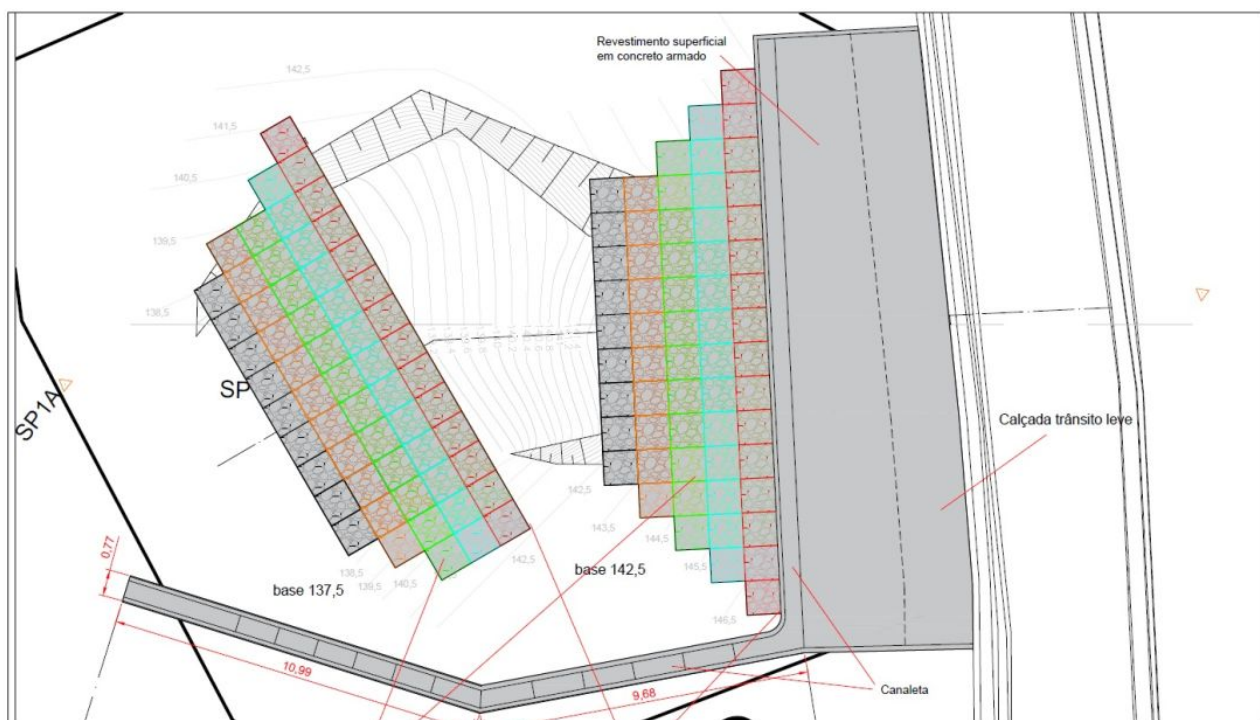 Revestimento superficial
em concreto armado
142,5
141,5
140,5
139,5
138,5
SP
SP1A
Calçada trânsito leve
142,5
143,5
144,5
145,5
146,5
base 142,5
142,5
138,5
139,5
140,5
base 137,5
0,77
10,99
9,68
Canaleta